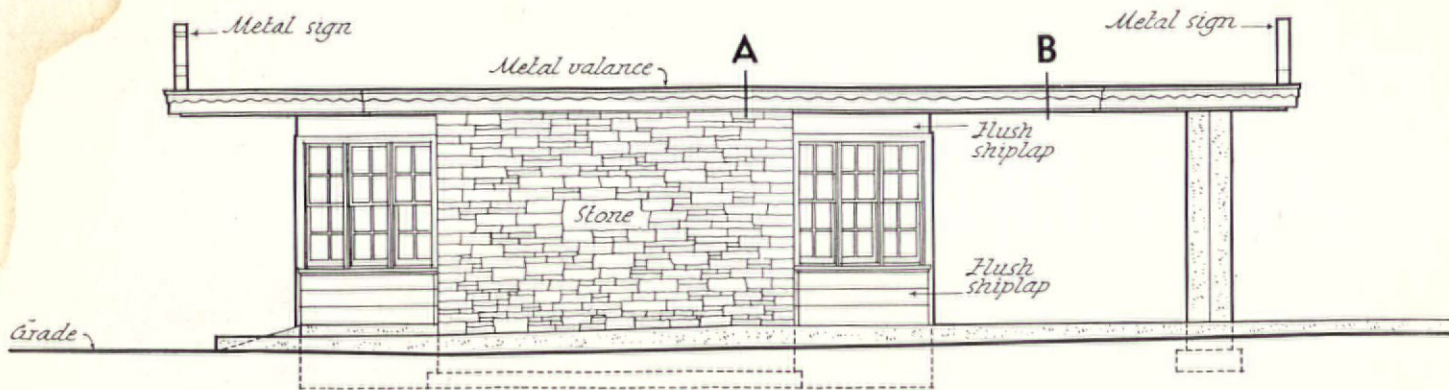 Metal sign
Metal sign
A
B
Metal valance
Flush
shiplap
Stone
Flush
shiplap
Grade